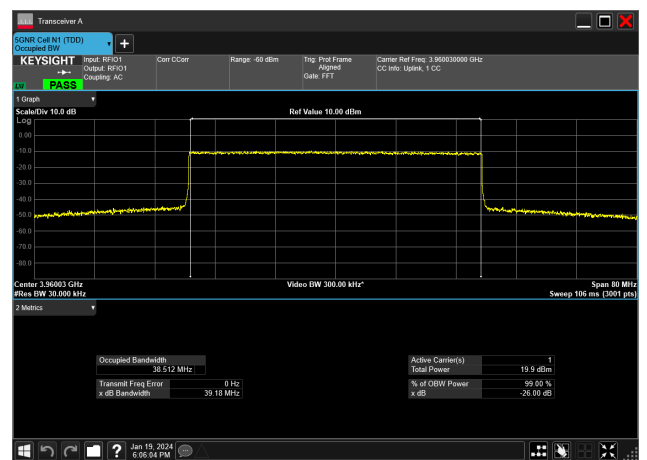 Transceiver A
5GNR Cell N1 (TDD)
Occupied BW
+
KEYSIGHT
LV PASS
Input: RFIO1
Output: RFIO1
Coupling: AC
Corr CCorr
Range: -60 dBm
Trig: Prot Frame
Aligned
Gate: FFT
Carrier Ref Freq: 3.960030000 GHz
CC Info: Uplink, 1 CC
1 Graph
Scale/Div 10.0 dB
Ref Value 10.00 dBm
Log
0.00
-10.0
-20.0
-30.0
-40.0
-50.0
-60.0
-70.0
-80.0
Center 3.96003 GHz
Video BW 300.00 kHz*
Span 80 MHz
#Res BW 30.000 kHz
Sweep 106 ms (3001 pts)
2 Metrics
Occupied Bandwidth
38.512 MHz
Transmit Freq Error 0 Hz
x dB Bandwidth 39.18 MHz
Active Carrier(s) 1
Total Power 19.9 dBm
% of OBW Power 99.00 %
x dB -26.00 dB
?
Jan 19, 2024
6:06:04 PM